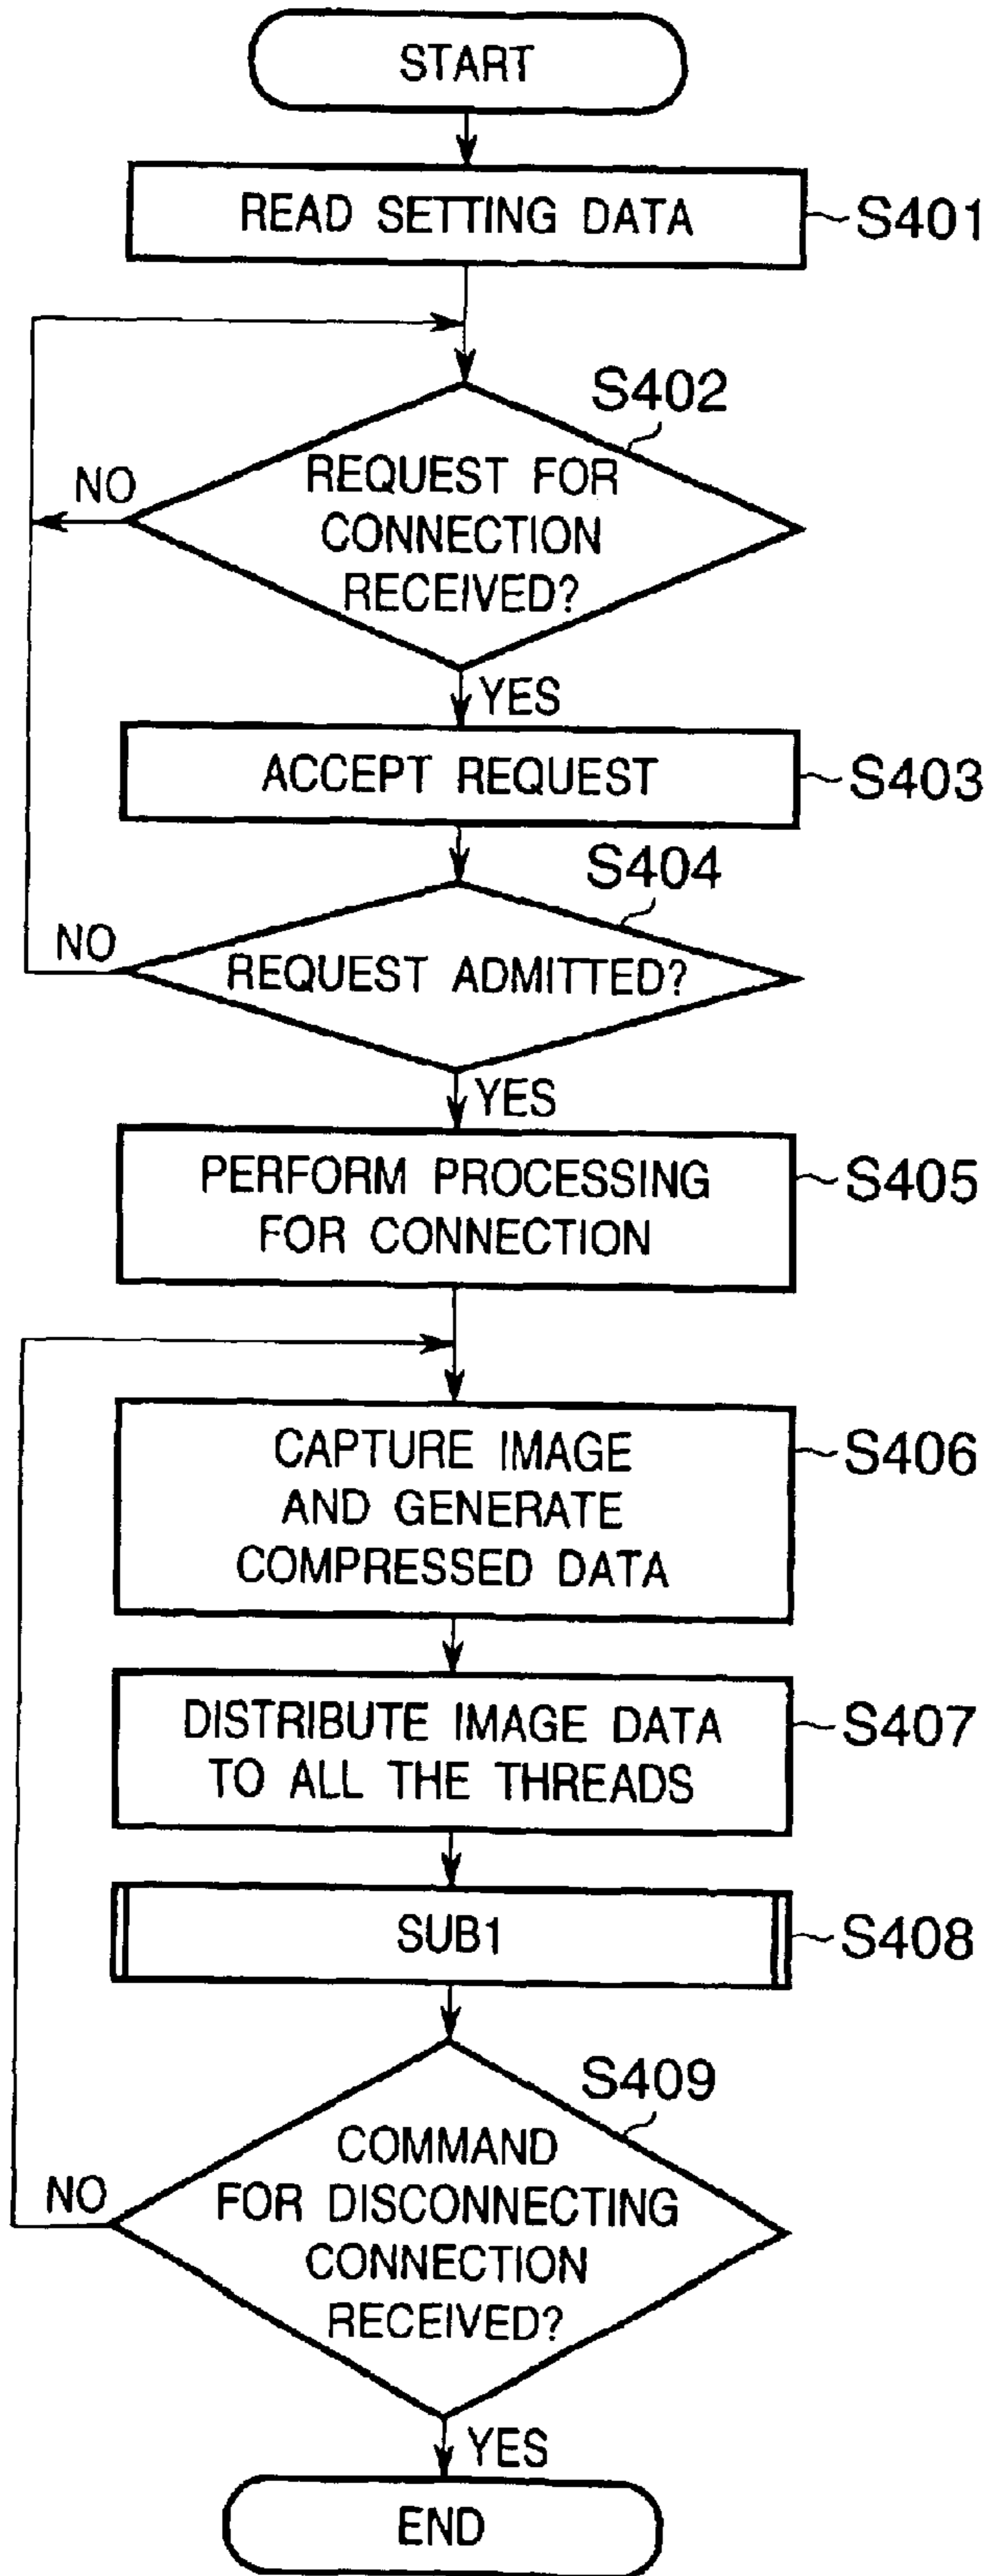 START
READ SETTING DATA
S401
S402
NO
REQUEST FOR
CONNECTION
RECEIVED?
YES
ACCEPT REQUEST
S403
S404
NO
REQUEST ADMITTED?
YES
PERFORM PROCESSING
FOR CONNECTION
S405
CAPTURE IMAGE
AND GENERATE
COMPRESSED DATA
S406
DISTRIBUTE IMAGE DATA
TO ALL THE THREADS
S407
SUB1
S408
S409
NO
COMMAND
FOR DISCONNECTING
CONNECTION
RECEIVED?
YES
END